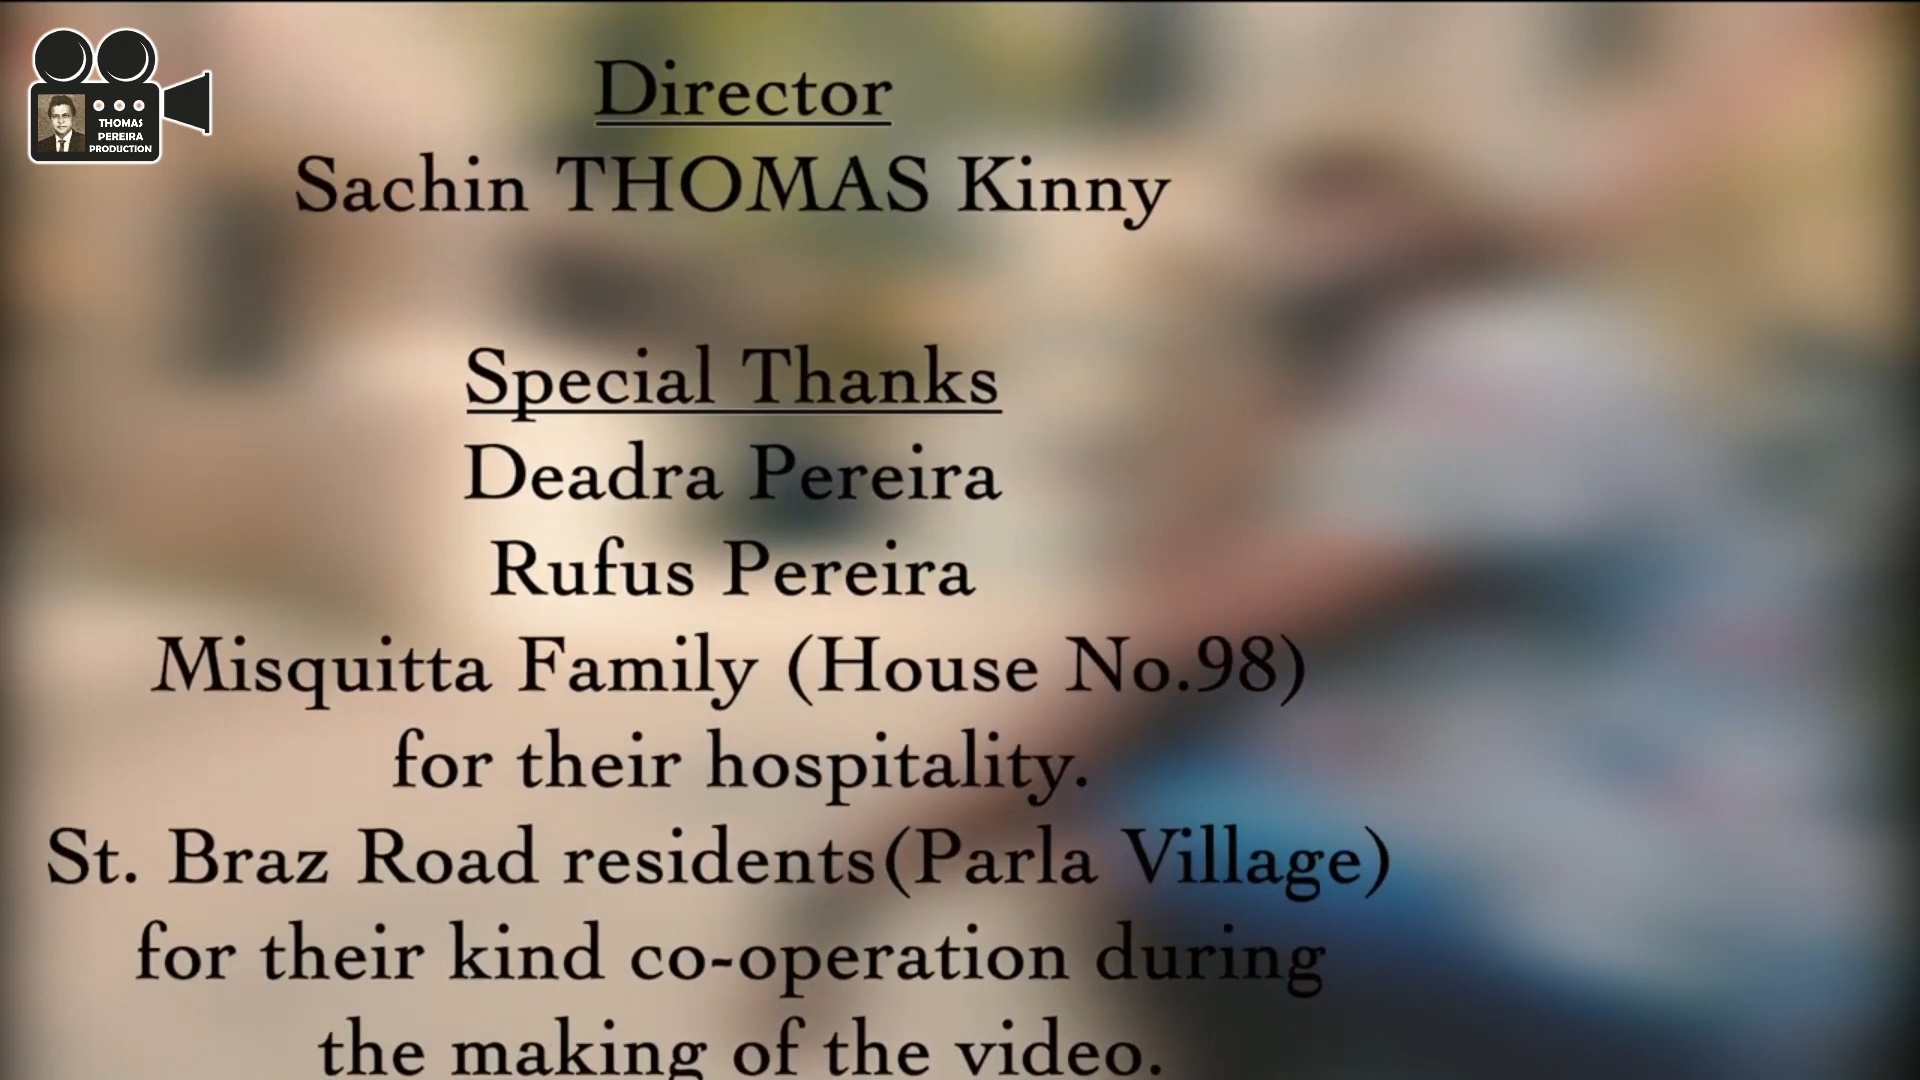 THOMAS
PEREIRA
PRODUCTION
Director
Sachin THOMAS Kinny
Special Thanks
Deadra Pereira
Rufus Pereira
Misquitta Family (House No.98)
for their hospitality.
St. Braz Road residents(Parla Village)
for their kind co-operation during
the making of the video.